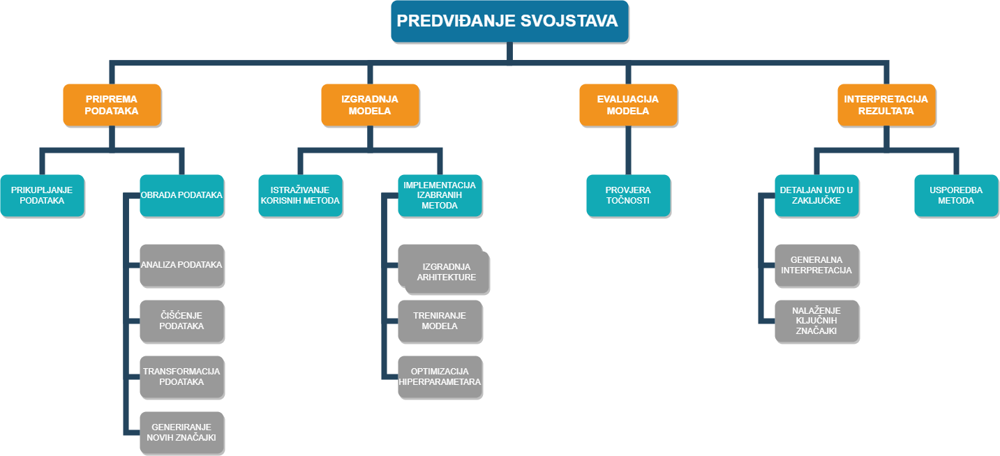 PREDVIĐANJE SVOJSTAVA
PRIPREMA
PODATAKA
IZGRADNJA
MODELA
EVALUACIJA
MODELA
INTERPRETACIJA
REZULTATA
PRIKUPLJANJE
PODATAKA
OBRADA PODATAKA
ISTRAŽIVANJE
KORISNIH METODA
IMPLEMENTACIJA
IZABRANIH
METODA
PROVJERA
TOČNOSTI
DETALJAN UVID U
ZAKLJUČKE
USPOREDBA
METODA
ANALIZA PODATAKA
IZGRADNJA
ARHITEKTURE
GENERALNA
INTERPRETACIJA
ČIŠĆENJE
PODATAKA
TRENIRANJE
MODELA
NALAŽENJE
KLJUČNIH
ZNAČAJKI
TRANSFORMACIJA
PDOATAKA
OPTIMIZACIJA
HIPERPARAMETARA
GENERIRANJE
NOVIH ZNAČAJKI